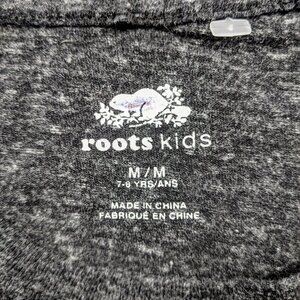 roots kids
M/M
7-8 YRS/ANS
MADE IN CHINA
FABRIQUÉ EN CHINE